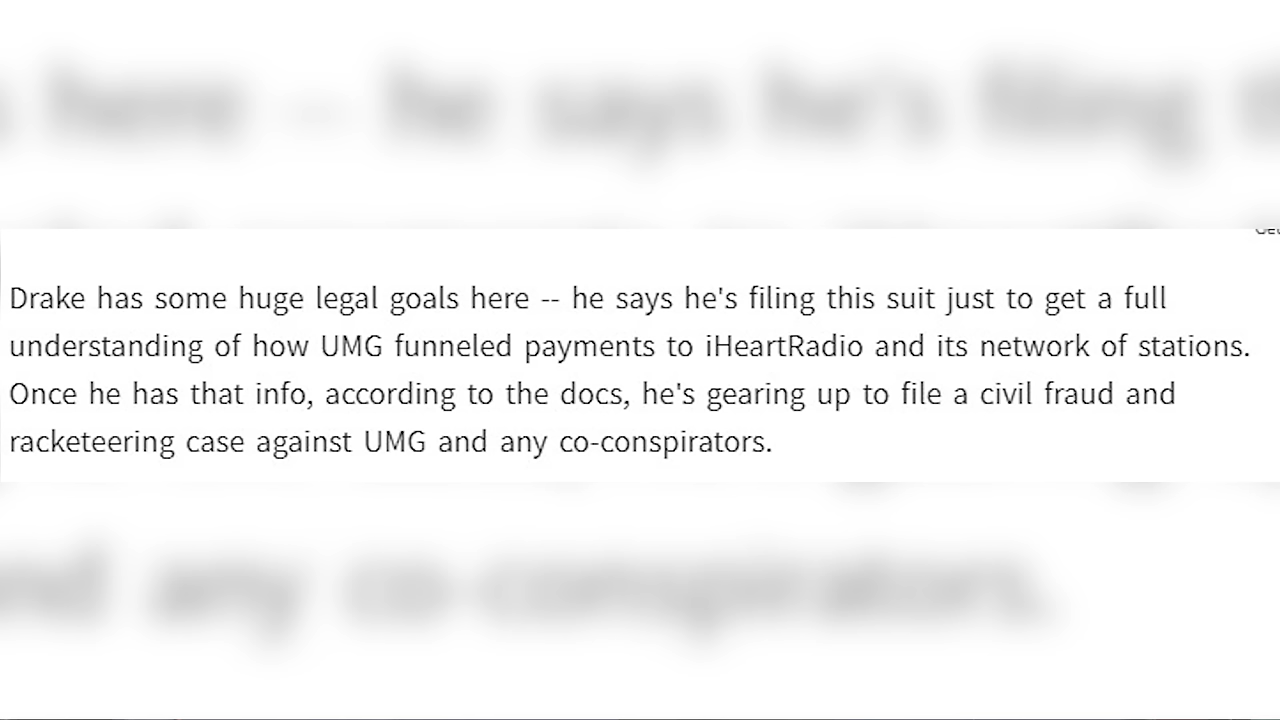 Drake has some huge legal goals here -- he says he's filing this suit just to get a full
understanding of how UMG funneled payments to iHeartRadio and its network of stations.
Once he has that info, according to the docs, he's gearing up to file a civil fraud and
racketeering case against UMG and any co-conspirators.